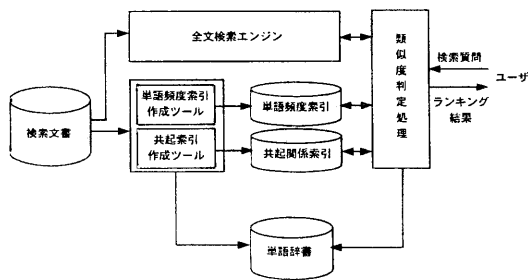 全文検索エンジン
類似度判定処理
検索質問
ユーザ
ランキング
結果
単語頻度索引
作成ツール
単語頻度索引
検索文書
共起索引
作成ツール
共起関係索引
単語辞書